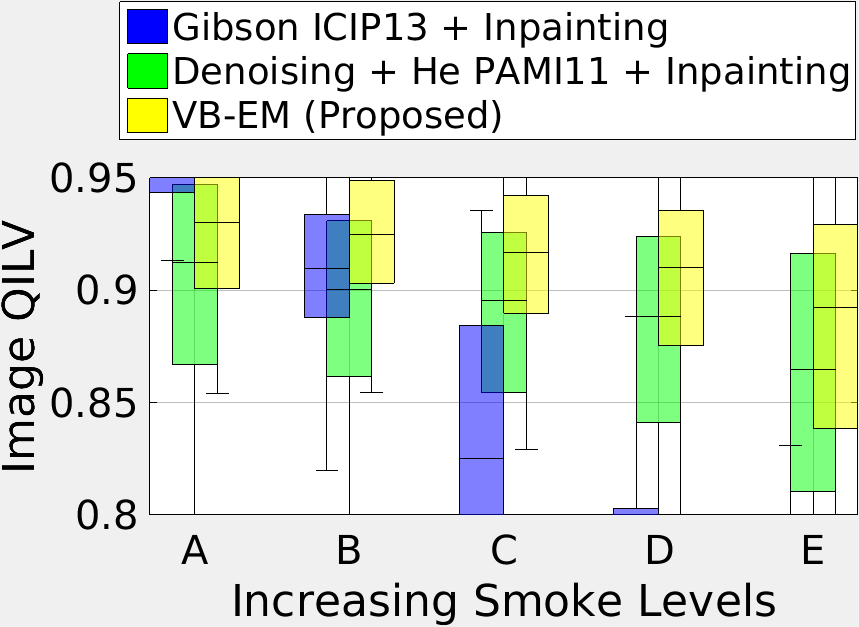 Gibson ICIP13 + Inpainting
Denoising + He PAMI11 + Inpainting
VB-EM (Proposed)
0.95
0.9
0.85
0.8
Image QILV
A B C D E
Increasing Smoke Levels